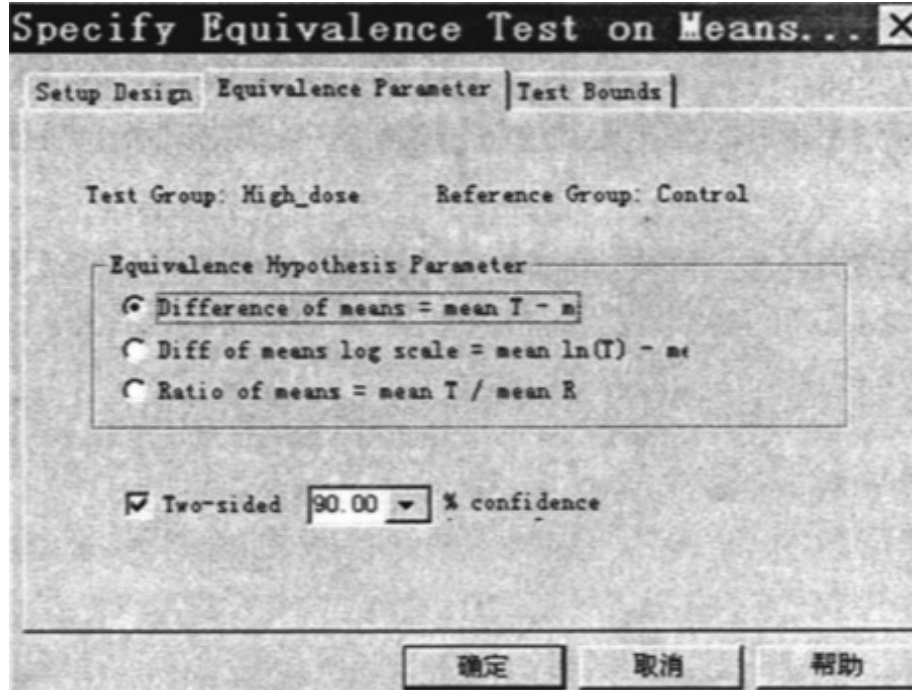 Specify Equivalence Test on Means...
Setup Design Equivalence Parameter Test Bounds
Test Group: High_dose Reference Group: Control
Equivalence Hypothesis Parameter
Difference of means = mean T - m
Diff of means log scale = mean ln(T) - me
Ratio of means = mean T / mean R
Two-sided 90.00 % confidence
确定 取消 帮助